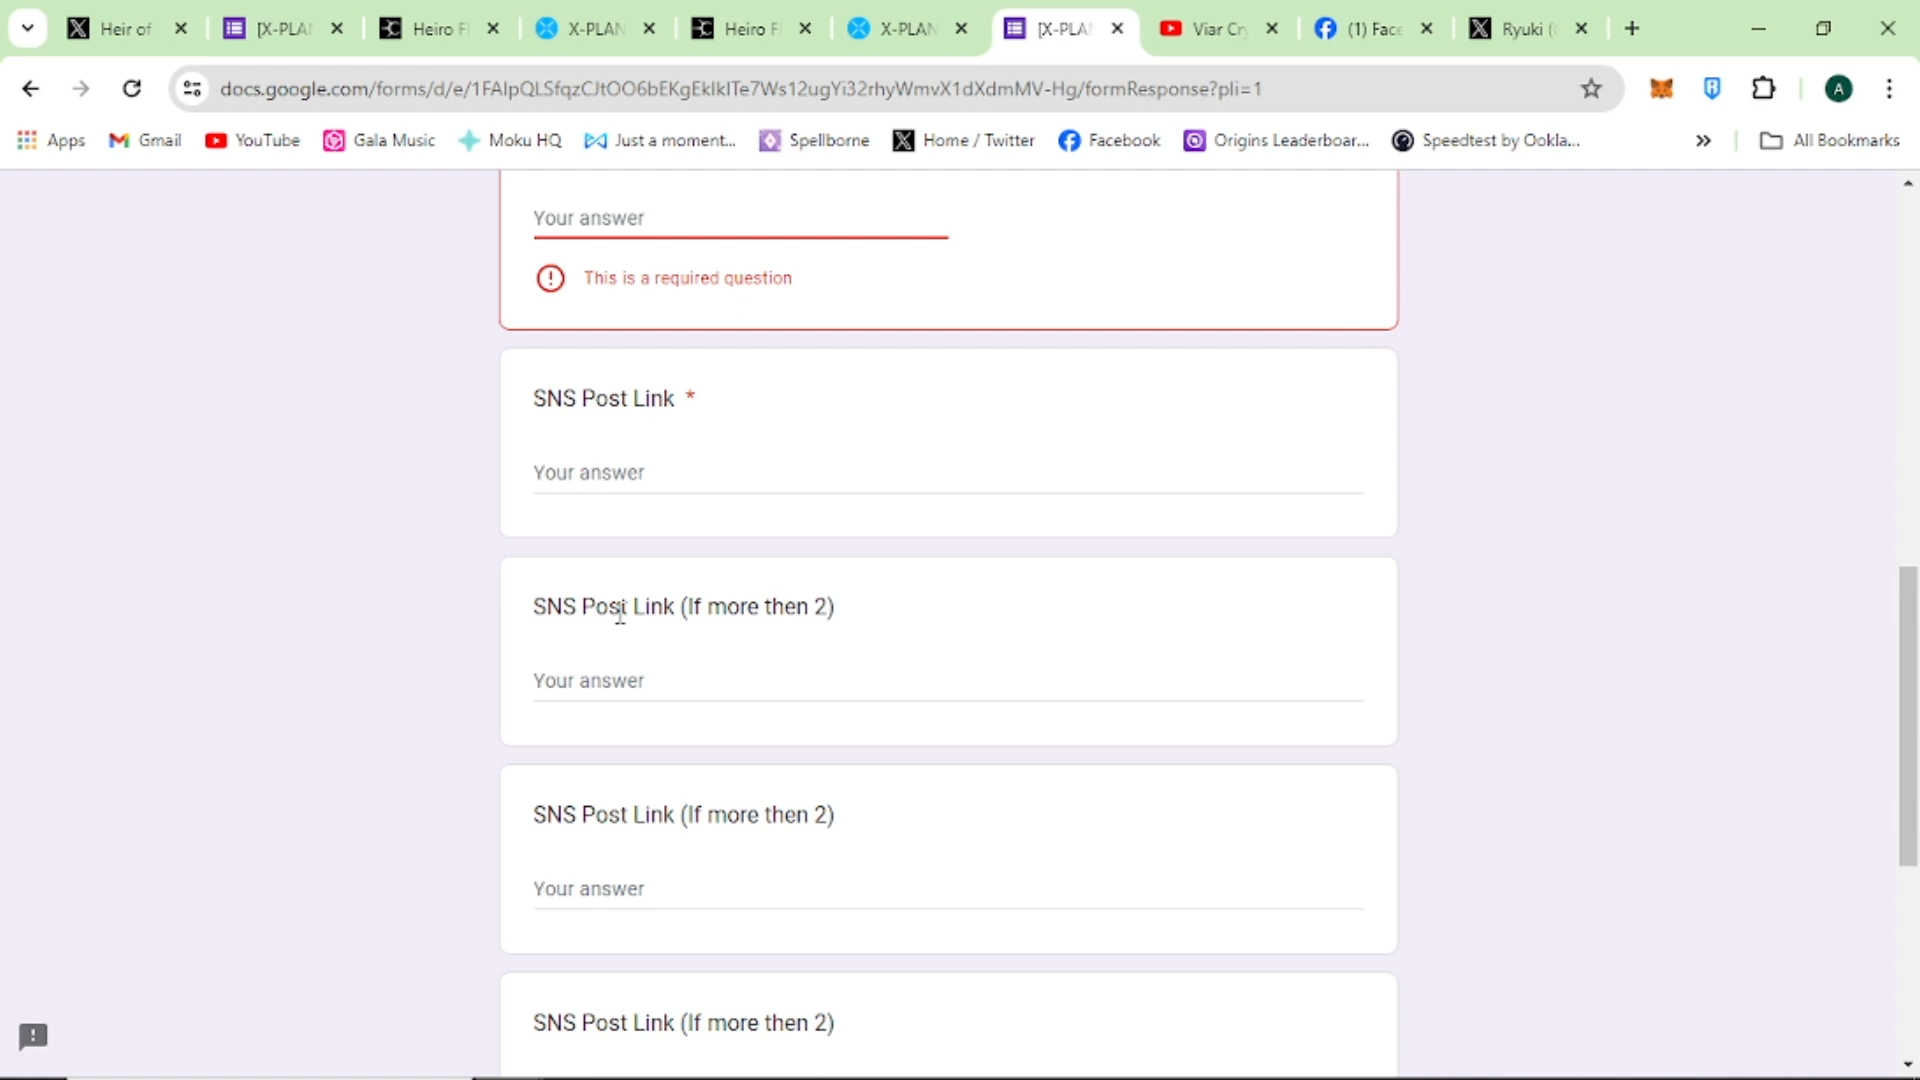 Heir of
[X-PLA
Heiro F
X-PLAN
Heiro F
X-PLAN
[X-PLA
Viar Cry
(1) Face
Ryuki (
docs.google.com/forms/d/e/1FAIpQLSfqzCJtOO6bEKgEkIkITe7Ws12ugYi32rhyWmvX1dXdmMV-Hg/formResponse?pli=1
A
Apps
Gmail
YouTube
Gala Music
Moku HQ
Just a moment...
Spellborne
Home / Twitter
Facebook
Origins Leaderboar...
Speedtest by Ookla...
All Bookmarks
Your answer
This is a required question
SNS Post Link *
Your answer
SNS Post Link (If more then 2)
Your answer
SNS Post Link (If more then 2)
Your answer
SNS Post Link (If more then 2)